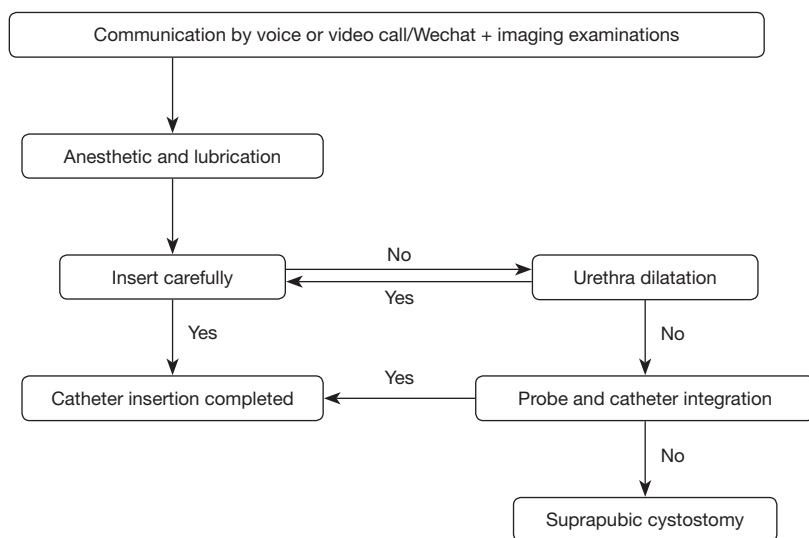 Communication by voice or video call/Wechat + imaging examinations
Anesthetic and lubrication
No
Insert carefully
Urethra dilatation
Yes
Yes
No
Yes
Catheter insertion completed
Probe and catheter integration
No
Suprapubic cystostomy